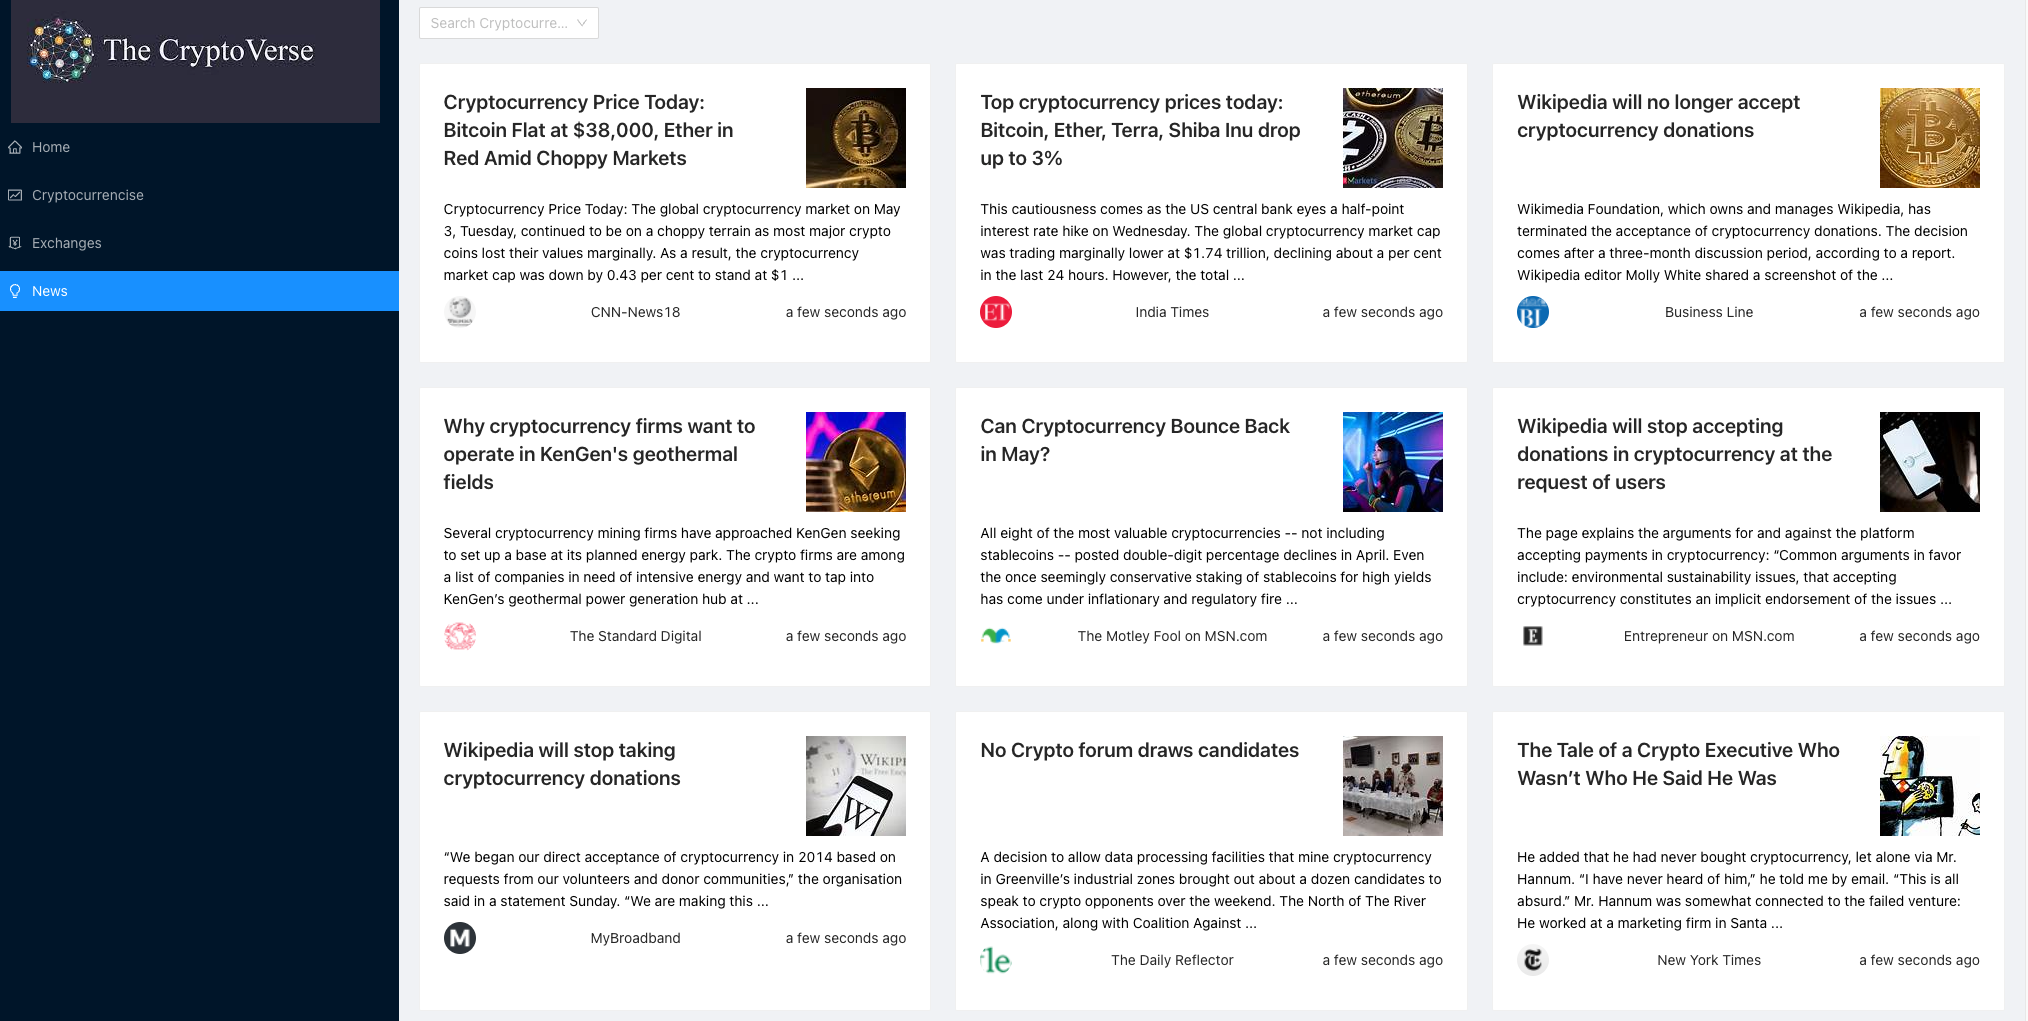 The CryptoVerse
Home
Cryptocurrencise
Exchanges
News
Search Cryptocurre...
Cryptocurrency Price Today:
Bitcoin Flat at $38,000, Ether in
Red Amid Choppy Markets
Cryptocurrency Price Today: The global cryptocurrency market on May
3, Tuesday, continued to be on a choppy terrain as most major crypto
coins lost their values marginally. As a result, the cryptocurrency
market cap was down by 0.43 per cent to stand at $1 ...
CNN-News18
a few seconds ago
Top cryptocurrency prices today:
Bitcoin, Ether, Terra, Shiba Inu drop
up to 3%
This cautiousness comes as the US central bank eyes a half-point
interest rate hike on Wednesday. The global cryptocurrency market cap
was trading marginally lower at $1.74 trillion, declining about a per cent
in the last 24 hours. However, the total ...
ET
India Times
a few seconds ago
Wikipedia will no longer accept
cryptocurrency donations
Wikimedia Foundation, which owns and manages Wikipedia, has
terminated the acceptance of cryptocurrency donations. The decision
comes after a three-month discussion period, according to a report.
Wikipedia editor Molly White shared a screenshot of the ...
BL
Business Line
a few seconds ago
Why cryptocurrency firms want to
operate in KenGen's geothermal
fields
ethereum
Several cryptocurrency mining firms have approached KenGen seeking
to set up a base at its planned energy park. The crypto firms are among
a list of companies in need of intensive energy and want to tap into
KenGen’s geothermal power generation hub at ...
The Standard Digital
a few seconds ago
Can Cryptocurrency Bounce Back
in May?
All eight of the most valuable cryptocurrencies -- not including
stablecoins -- posted double-digit percentage declines in April. Even
the once seemingly conservative staking of stablecoins for high yields
has come under inflationary and regulatory fire ...
The Motley Fool on MSN.com
a few seconds ago
Wikipedia will stop accepting
donations in cryptocurrency at the
request of users
The page explains the arguments for and against the platform
accepting payments in cryptocurrency: “Common arguments in favor
include: environmental sustainability issues, that accepting
cryptocurrency constitutes an implicit endorsement of the issues ...
E
Entrepreneur on MSN.com
a few seconds ago
Wikipedia will stop taking
cryptocurrency donations
W
“We began our direct acceptance of cryptocurrency in 2014 based on
requests from our volunteers and donor communities,” the organisation
said in a statement Sunday. “We are making this ...
M
MyBroadband
a few seconds ago
No Crypto forum draws candidates
A decision to allow data processing facilities that mine cryptocurrency
in Greenville’s industrial zones brought out about a dozen candidates to
speak to crypto opponents over the weekend. The North of The River
Association, along with Coalition Against ...
fle
The Daily Reflector
a few seconds ago
The Tale of a Crypto Executive Who
Wasn’t Who He Said He Was
He added that he had never bought cryptocurrency, let alone via Mr.
Hannum. “I have never heard of him,” he told me by email. “This is all
absurd.” Mr. Hannum was somewhat connected to the failed venture:
He worked at a marketing firm in Santa ...
T
New York Times
a few seconds ago